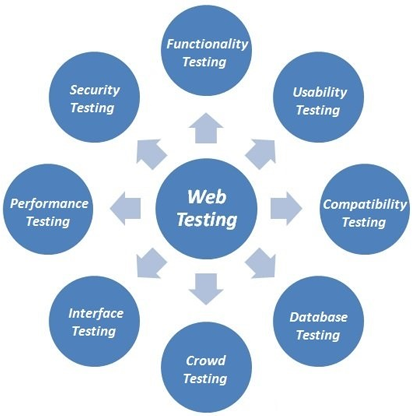 Functionality
Testing
Security
Testing
Usability
Testing
Performance
Testing
Web
Testing
Compatibility
Testing
Interface
Testing
Database
Testing
Crowd
Testing